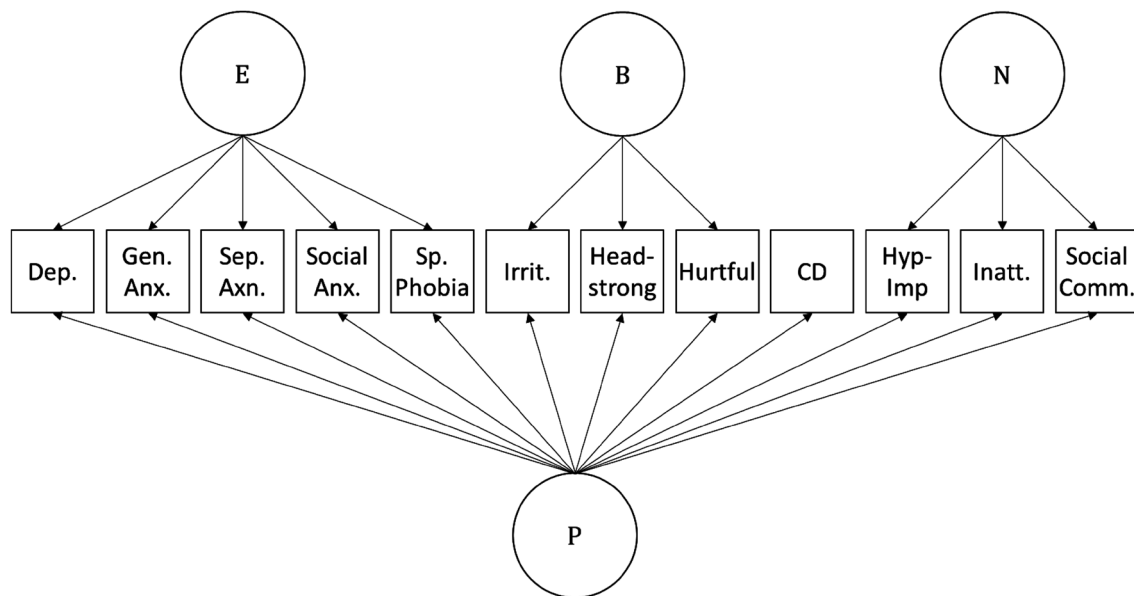 E
B
N
Dep.
Gen.
Anx.
Sep.
Axn.
Social
Anx.
Sp.
Phobia
Irrit.
Head-
strong
Hurtful
CD
Hyp-
Imp
Inatt.
Social
Comm.
P